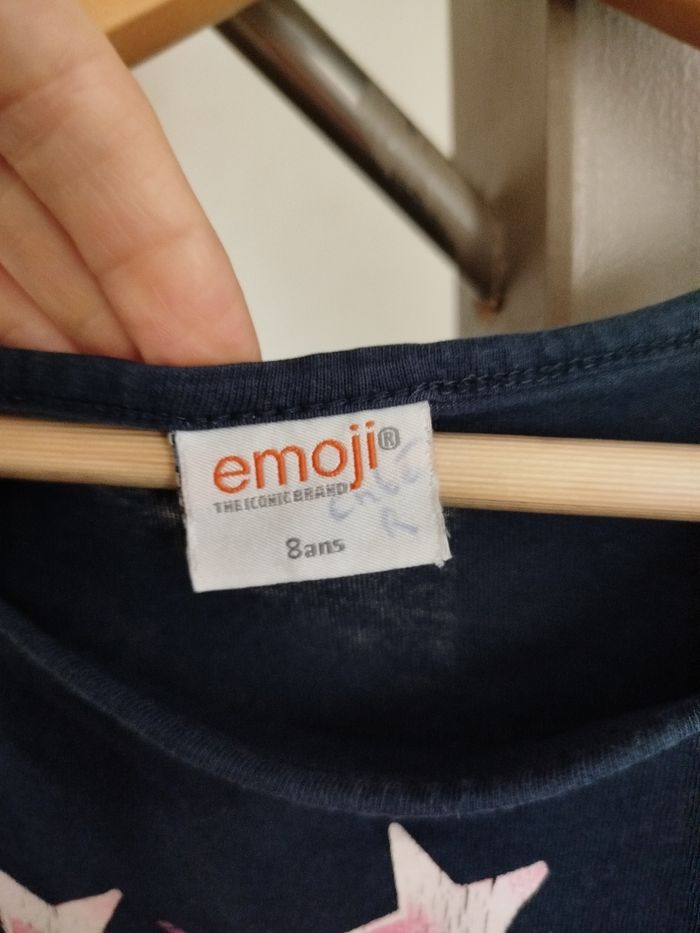 emoji®
THE ICONIC BRAND
8ans